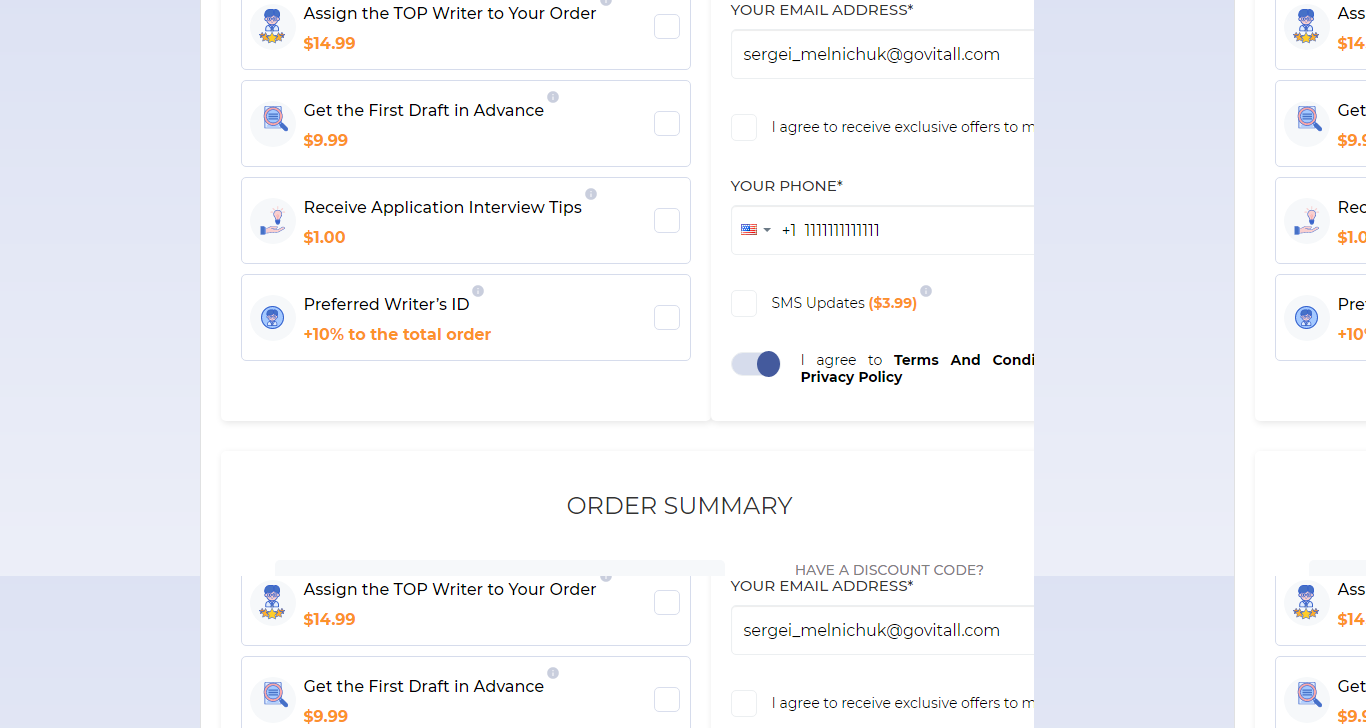 Assign the TOP Writer to Your Order
$14.99
Get the First Draft in Advance
$9.99
Receive Application Interview Tips
$1.00
Preferred Writer’s ID
+10% to the total order
YOUR EMAIL ADDRESS*
sergei_melnichuk@govitall.com
I agree to receive exclusive offers to m
YOUR PHONE*
+1 1111111111111
SMS Updates ($3.99)
I agree to Terms And Condi
Privacy Policy
ORDER SUMMARY
HAVE A DISCOUNT CODE?
Ass
$14
Get
$9.9
Rec
$1.0
Pre
+10%
Assign the TOP Writer to Your Order
$14.99
Get the First Draft in Advance
$9.99
YOUR EMAIL ADDRESS*
sergei_melnichuk@govitall.com
I agree to receive exclusive offers to m
Ass
$14
Get
$9.9